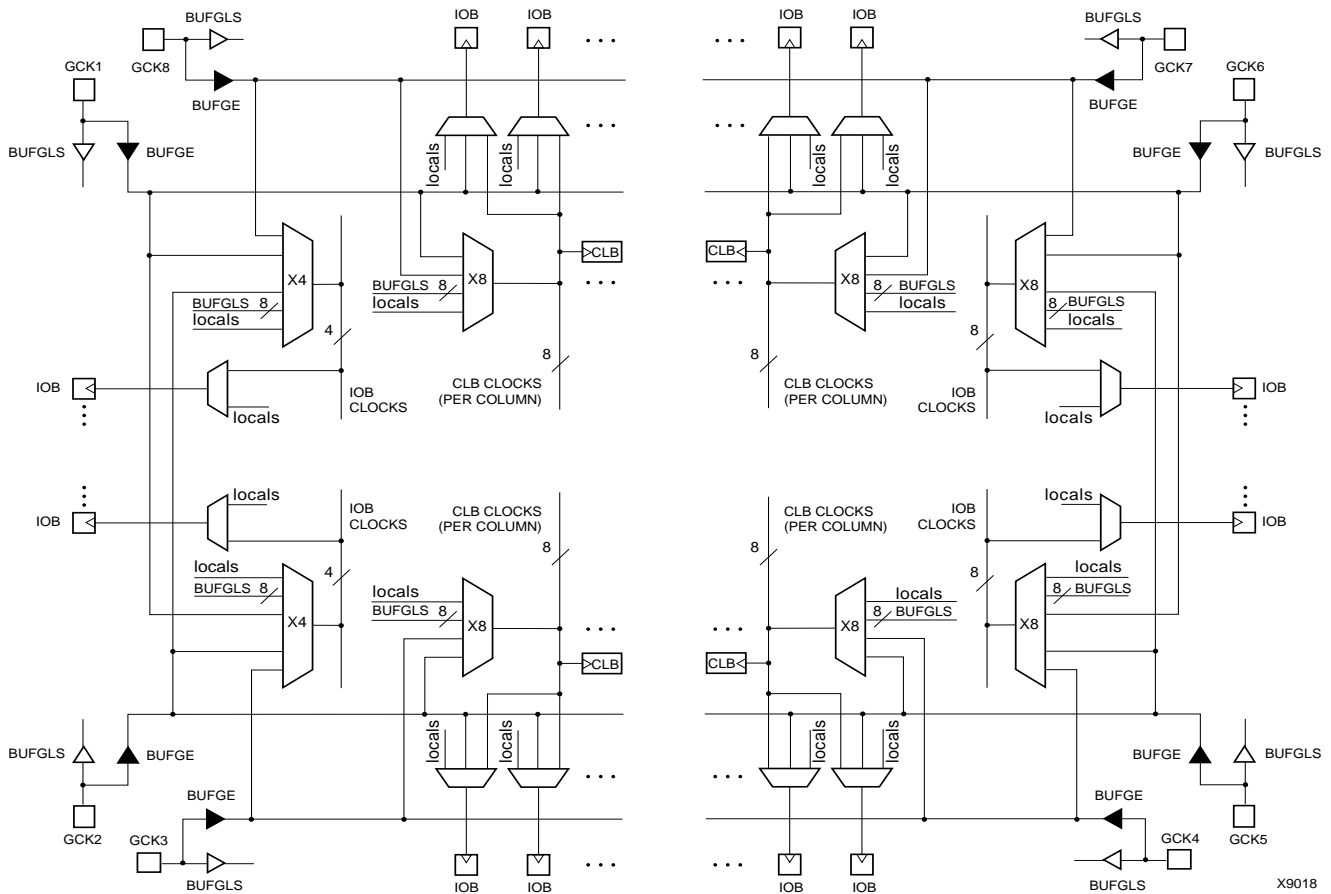 BUFGLS
IOB
IOB
IOB
IOB
BUFGLS
GCK8
GCK7
GCK1
GCK6
BUFGE
BUFGE
BUFGLS
BUFGE
BUFGE
BUFGLS
locals
locals
locals
locals
CLB
CLB
X4
X8
X8
X8
BUFGLS 8
locals
BUFGLS 8
locals
8 BUFGLS
locals
8 BUFGLS
locals
4
8
8
8
IOB
IOB CLOCKS
CLB CLOCKS
(PER COLUMN)
CLB CLOCKS
(PER COLUMN)
IOB
CLOCKS
IOB
locals
locals
locals
locals
IOB
IOB
CLOCKS
CLB CLOCKS
(PER COLUMN)
CLB CLOCKS
(PER COLUMN)
IOB
CLOCKS
IOB
8
8
4
8
locals
BUFGLS 8
locals
BUFGLS 8
locals
8 BUFGLS
locals
8 BUFGLS
X4
X8
X8
X8
CLB
CLB
locals
locals
locals
locals
BUFGLS
BUFGE
BUFGE
BUFGLS
BUFGE
BUFGE
GCK2
GCK3
GCK4
GCK5
BUFGLS
IOB
IOB
IOB
IOB
BUFGLS
X9018